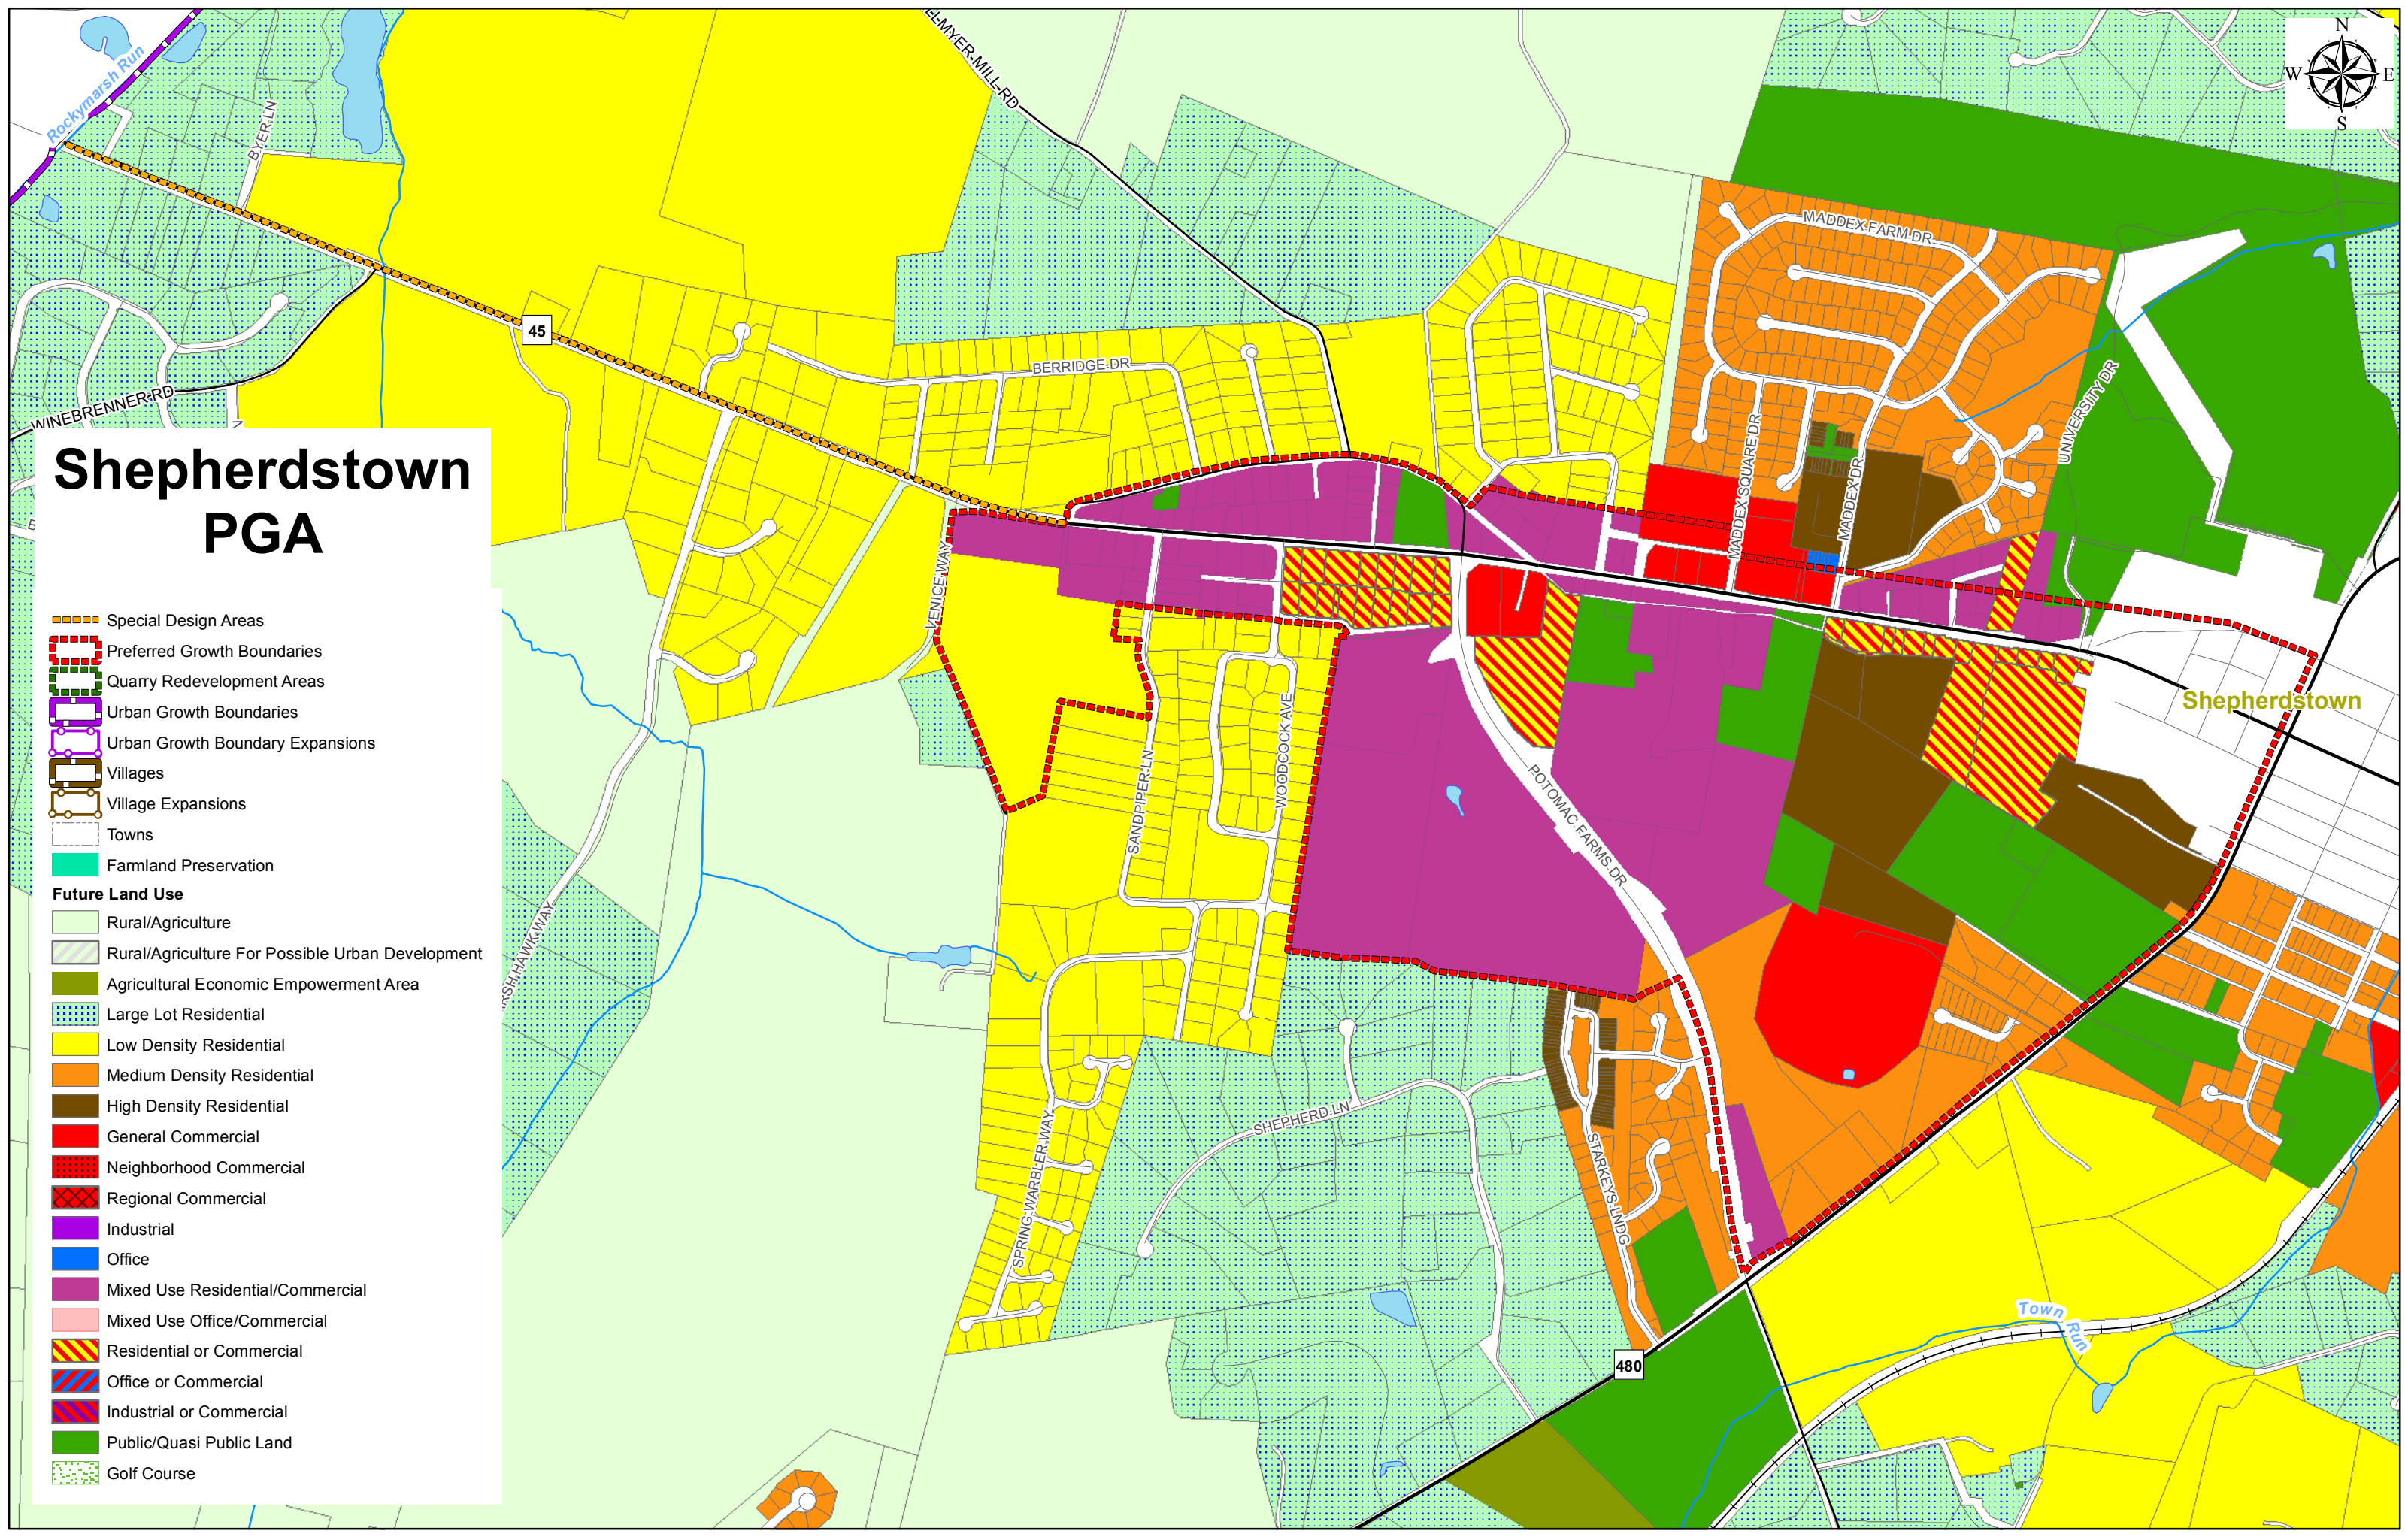 Shepherdstown
PGA
Special Design Areas
Preferred Growth Boundaries
Quarry Redevelopment Areas
Urban Growth Boundaries
Urban Growth Boundary Expansions
Villages
Village Expansions
Towns
Farmland Preservation
Future Land Use
Rural/Agriculture
Rural/Agriculture For Possible Urban Development
Agricultural Economic Empowerment Area
Large Lot Residential
Low Density Residential
Medium Density Residential
High Density Residential
General Commercial
Neighborhood Commercial
Regional Commercial
Industrial
Office
Mixed Use Residential/Commercial
Mixed Use Office/Commercial
Residential or Commercial
Office or Commercial
Industrial or Commercial
Public/Quasi Public Land
Golf Course
Rockymarsh Run
BYER LN
LLMYER MILL RD
N
W E
S
MADDEX FARM DR
45
BERRIDGE DR
WINEBRENNER RD
N
UNIVERSITY DR
MADDEX SQUARE DR
MADDEX DR
VENICE WAY
Shepherdstown
SANDPIPER LN
WOODCOCK AVE
POTOMAC FARMS DR
RSH HAWK WAY
SHEPHERD LN
SPRING WARBLER WAY
STARKEYS LNDG
Town Run
480